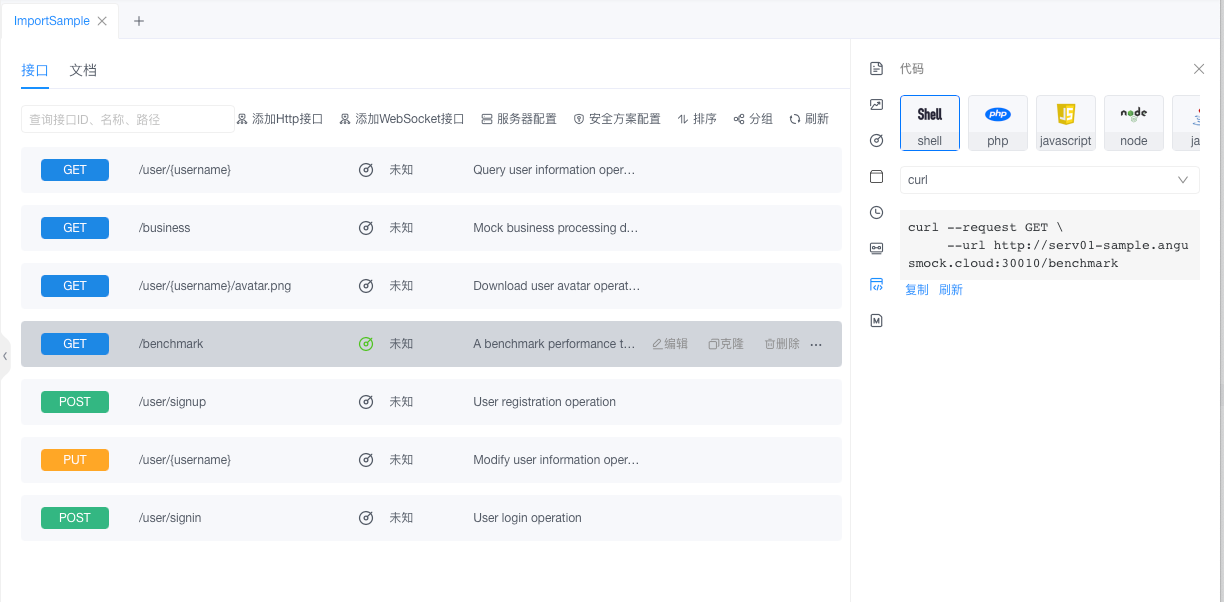 ImportSample
接口 文档
查询接口ID、名称、路径 添加Http接口 添加WebSocket接口 服务器配置 安全方案配置 排序 分组 刷新
GET /user/{username} 未知 Query user information oper…
GET /business 未知 Mock business processing d…
GET /user/{username}/avatar.png 未知 Download user avatar operat…
GET /benchmark 未知 A benchmark performance t… 编辑 克隆 删除 …
POST /user/signup 未知 User registration operation
PUT /user/{username} 未知 Modify user information oper…
POST /user/signin 未知 User login operation
代码
Shell php JS node
shell php javascript node ja
curl
curl --request GET \
--url http://serv01-sample.angu
smock.cloud:30010/benchmark
复制 刷新
M